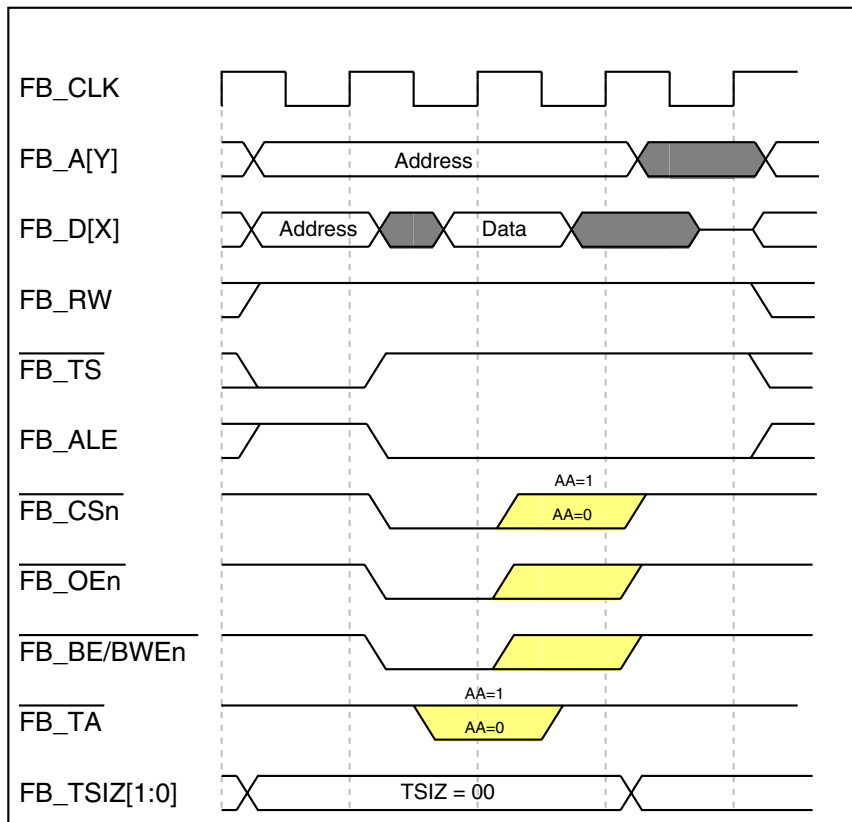 FB_CLK
FB_A[Y]
Address
FB_D[X]
Address
Data
FB_RW
FB_TS
FB_ALE
AA=1
FB_CSn
AA=0
FB_OEn
FB_BE/BWEn
AA=1
FB_TA
AA=0
FB_TSIZ[1:0]
TSIZ = 00